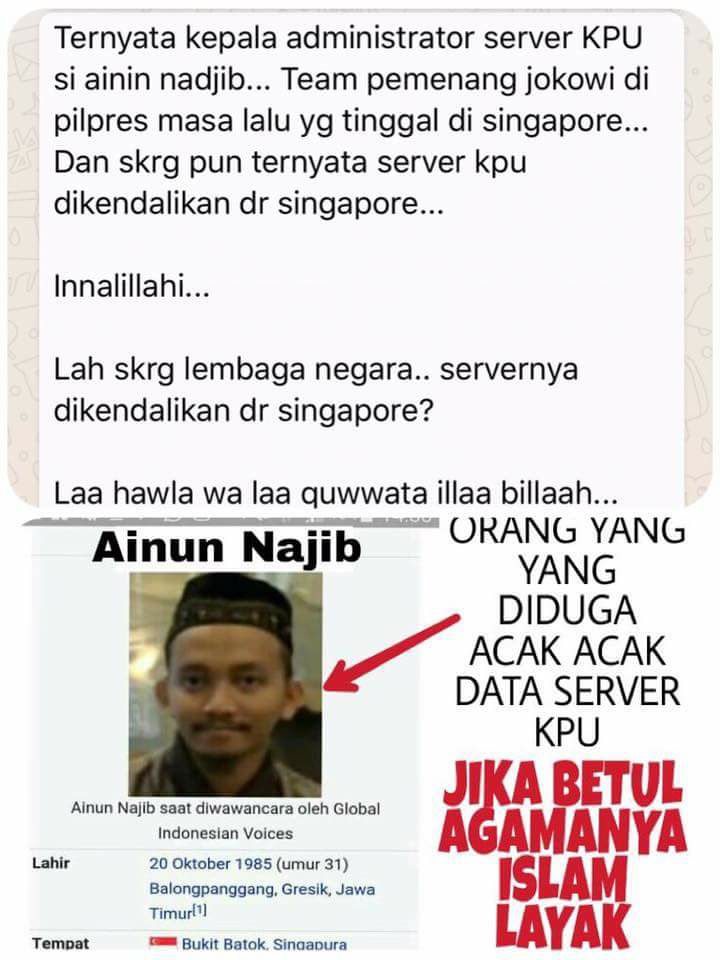 Ternyata kepala administrator server KPU
si ainin nadjib... Team pemenang jokowi di
pilpres masa lalu yg tinggal di singapore...
Dan skrg pun ternyata server kpu
dikendalikan dr singapore...
Innalillahi...
Lah skrg lembaga negara.. servernya
dikendalikan dr singapore?
Laa hawla wa laa quwwata illaa billaah...
Ainun Najib
Ainun Najib saat diwawancara oleh Global
Indonesian Voices
Lahir 20 Oktober 1985 (umur 31)
Balongpanggang, Gresik, Jawa
Timur[1]
Tempat Bukit Batok, Singapura
ORANG YANG
YANG
DIDUGA
ACAK ACAK
DATA SERVER
KPU
JIKA BETUL
AGAMANYA
ISLAM
LAYAK